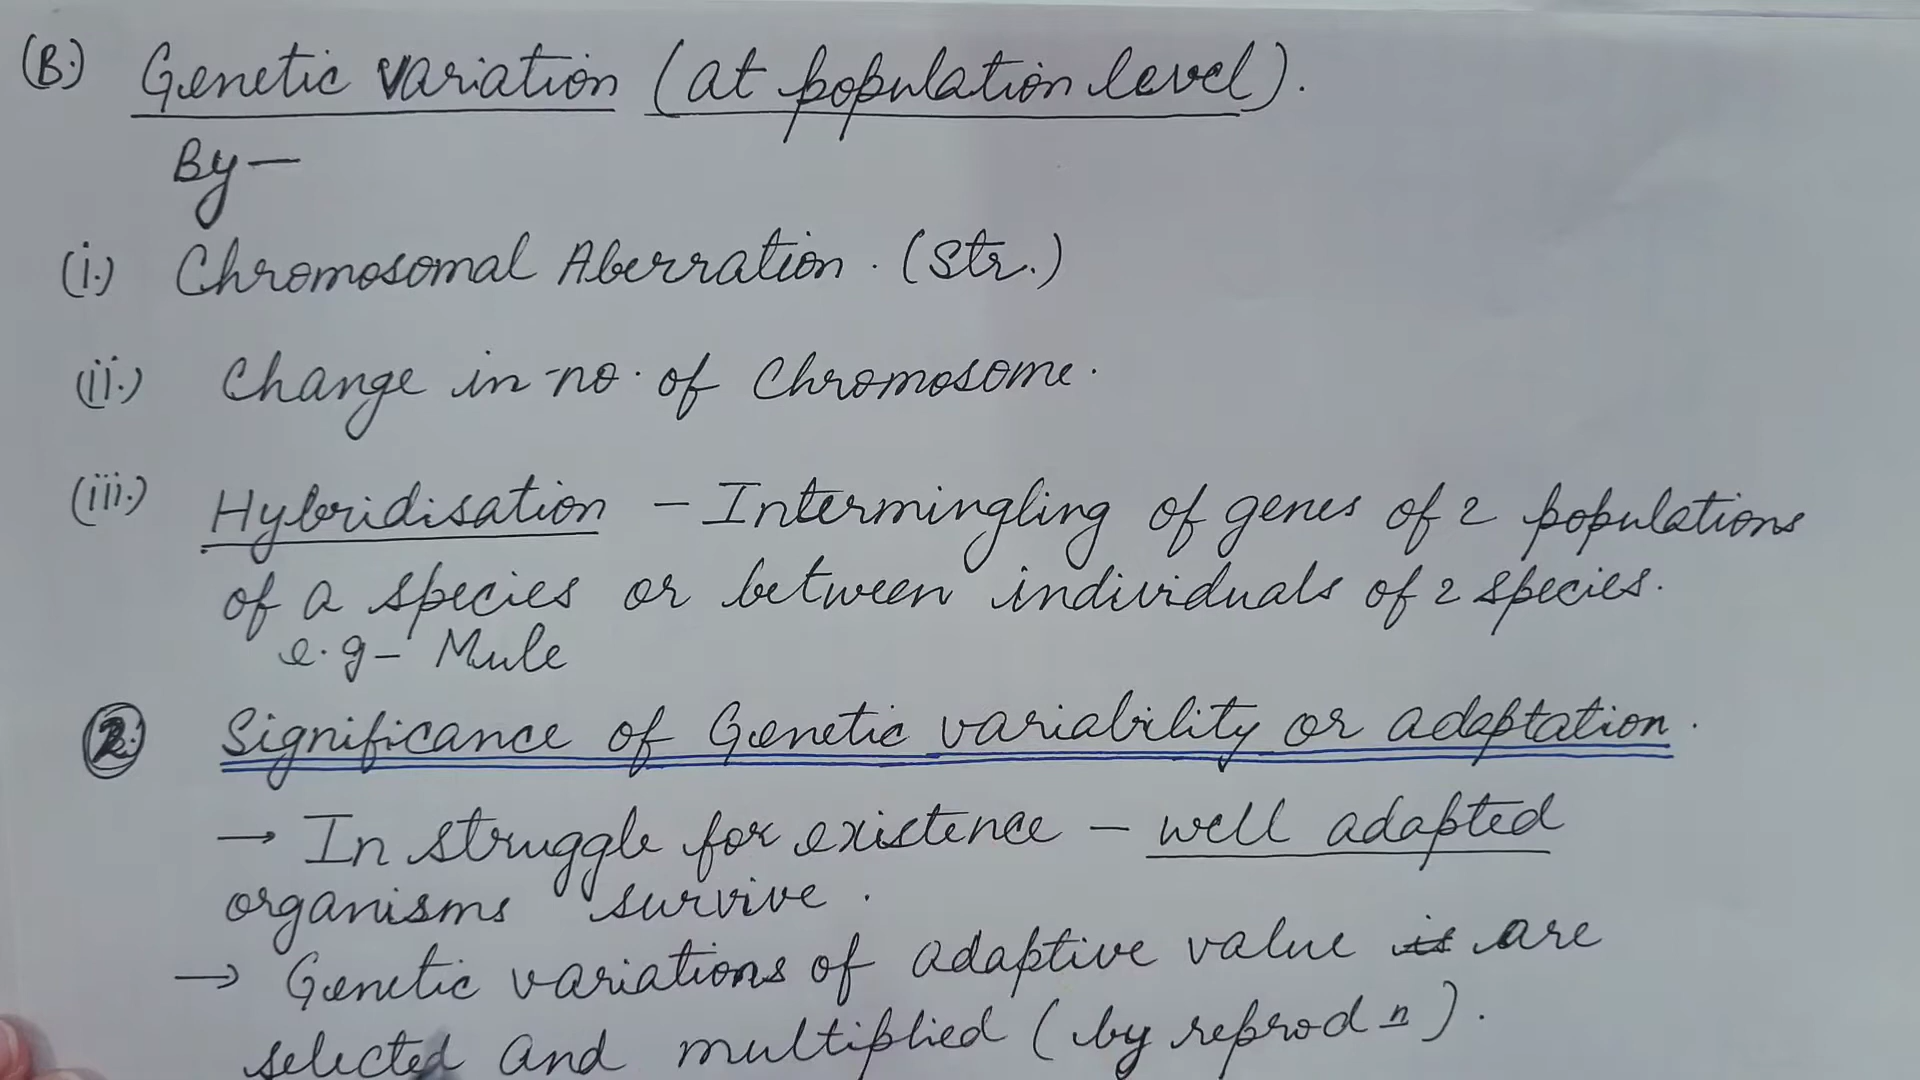 (B.) Genetic variation (at population level).
By —
(i.) Chromosomal Aberration. (Str.)
(ii.) Change in no. of Chromosome.
(iii.) Hybridisation – Intermingling of genes of 2 populations
of a species or between individuals of 2 species.
e.g – Mule
2. Significance of Genetic variability or adaptation.
→ In struggle for existence – well adapted
organisms survive.
→ Genetic variations of adaptive value is are
selected and multiplied (by reprod n).